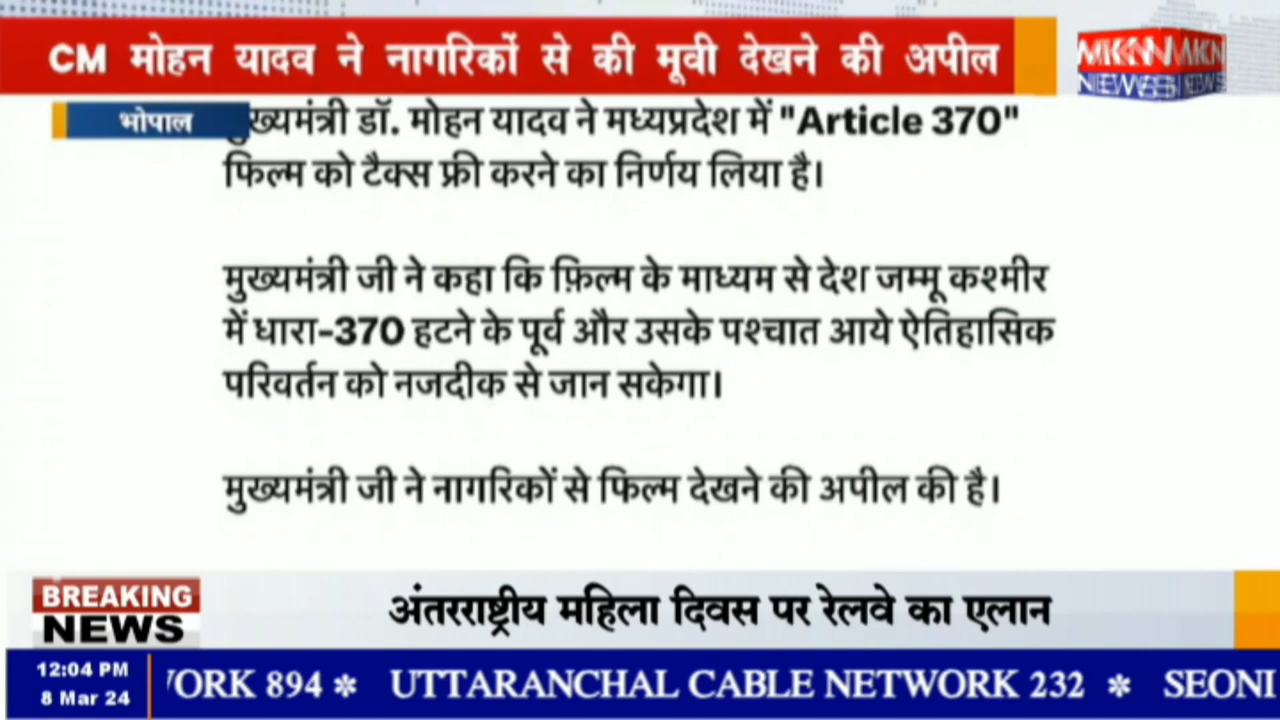 CM मोहन यादव ने नागरिकों से की मूवी देखने की अपील
MKN
NEWS
भोपाल
ख्यमंत्री डॉ. मोहन यादव ने मध्यप्रदेश में "Article 370"
फिल्म को टैक्स फ्री करने का निर्णय लिया है।
मुख्यमंत्री जी ने कहा कि फ़िल्म के माध्यम से देश जम्मू कश्मीर
में धारा-370 हटने के पूर्व और उसके पश्चात आये ऐतिहासिक
परिवर्तन को नजदीक से जान सकेगा।
मुख्यमंत्री जी ने नागरिकों से फिल्म देखने की अपील की है।
BREAKING
NEWS
अंतरराष्ट्रीय महिला दिवस पर रेलवे का एलान
12:04 PM
8 Mar 24
ORK 894 * UTTARANCHAL CABLE NETWORK 232 * SEONI